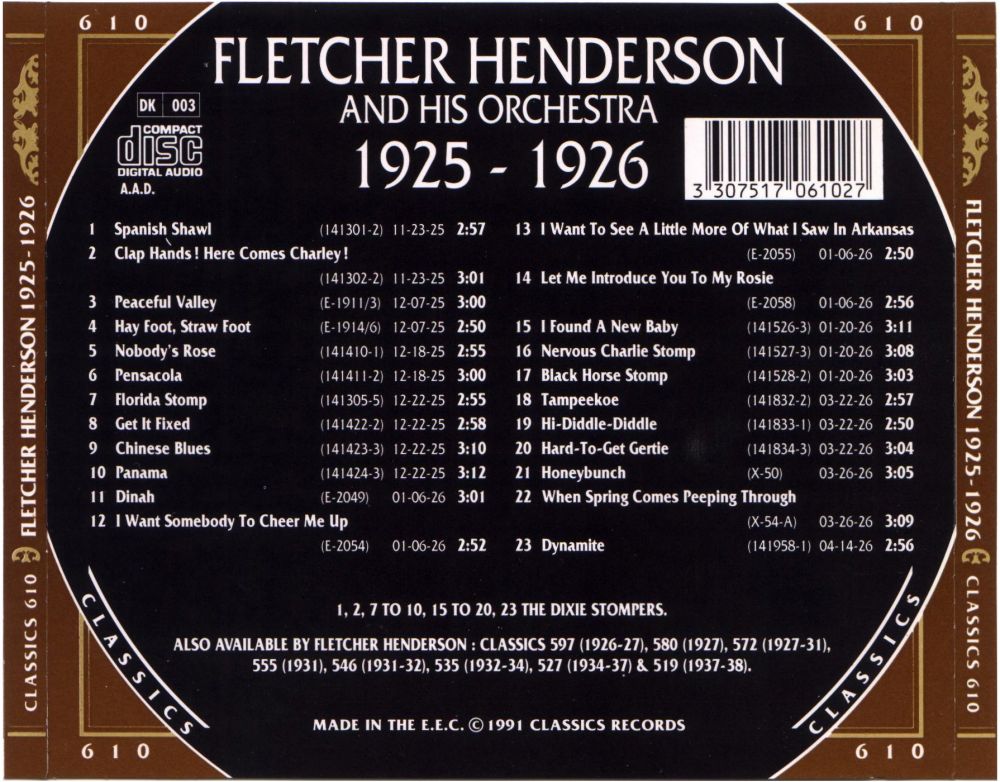 610
610
FLETCHER HENDERSON
AND HIS ORCHESTRA
1925 - 1926
DK 003
COMPACT
disc
DIGITAL AUDIO
A.A.D.
3 307517 061027
1 Spanish Shawl (141301-2) 11-23-25 2:57
2 Clap Hands! Here Comes Charley!
(141302-2) 11-23-25 3:01
3 Peaceful Valley (E-1911/3) 12-07-25 3:00
4 Hay Foot, Straw Foot (E-1914/6) 12-07-25 2:50
5 Nobody's Rose (141410-1) 12-18-25 2:55
6 Pensacola (141411-2) 12-18-25 3:00
7 Florida Stomp (141305-5) 12-22-25 2:55
8 Get It Fixed (141422-2) 12-22-25 2:58
9 Chinese Blues (141423-3) 12-22-25 3:10
10 Panama (141424-3) 12-22-25 3:12
11 Dinah (E-2049) 01-06-26 3:01
12 I Want Somebody To Cheer Me Up
(E-2054) 01-06-26 2:52
13 I Want To See A Little More Of What I Saw In Arkansas
(E-2055) 01-06-26 2:50
14 Let Me Introduce You To My Rosie
(E-2058) 01-06-26 2:56
15 I Found A New Baby (141526-3) 01-20-26 3:11
16 Nervous Charlie Stomp (141527-3) 01-20-26 3:08
17 Black Horse Stomp (141528-2) 01-20-26 3:03
18 Tampeekoe (141832-2) 03-22-26 2:57
19 Hi-Diddle-Diddle (141833-1) 03-22-26 2:50
20 Hard-To-Get Gertie (141834-3) 03-22-26 3:04
21 Honeybunch (X-50) 03-26-26 3:05
22 When Spring Comes Peeping Through
(X-54-A) 03-26-26 3:09
23 Dynamite (141958-1) 04-14-26 2:56
1, 2, 7 TO 10, 15 TO 20, 23 THE DIXIE STOMPERS.
ALSO AVAILABLE BY FLETCHER HENDERSON : CLASSICS 597 (1926-27), 580 (1927), 572 (1927-31),
555 (1931), 546 (1931-32), 535 (1932-34), 527 (1934-37) & 519 (1937-38).
MADE IN THE E.E.C. © 1991 CLASSICS RECORDS
CLASSICS
CLASSICS
610
610
CLASSICS 610 FLETCHER HENDERSON 1925-1926
FLETCHER HENDERSON 1925-1926 CLASSICS 610